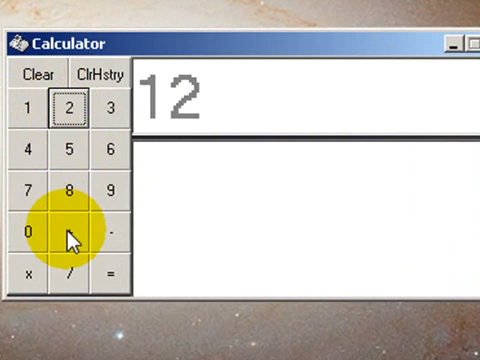 Calculator
Clear ClrHstry
12
1 2 3
4 5 6
7 8 9
0 -
x / =